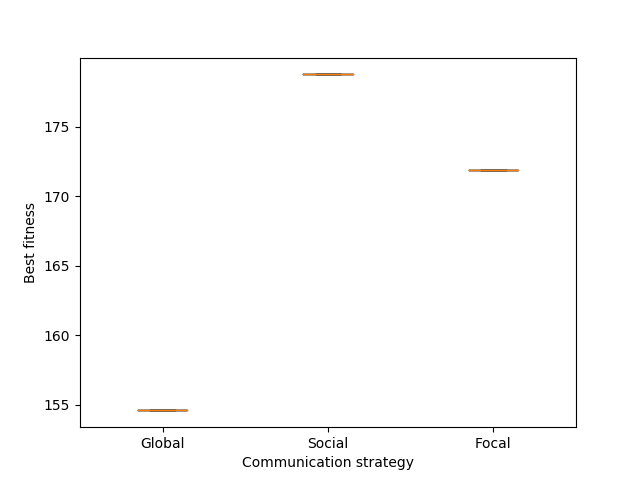 175
170
165
160
155
Best fitness
Global
Social
Focal
Communication strategy